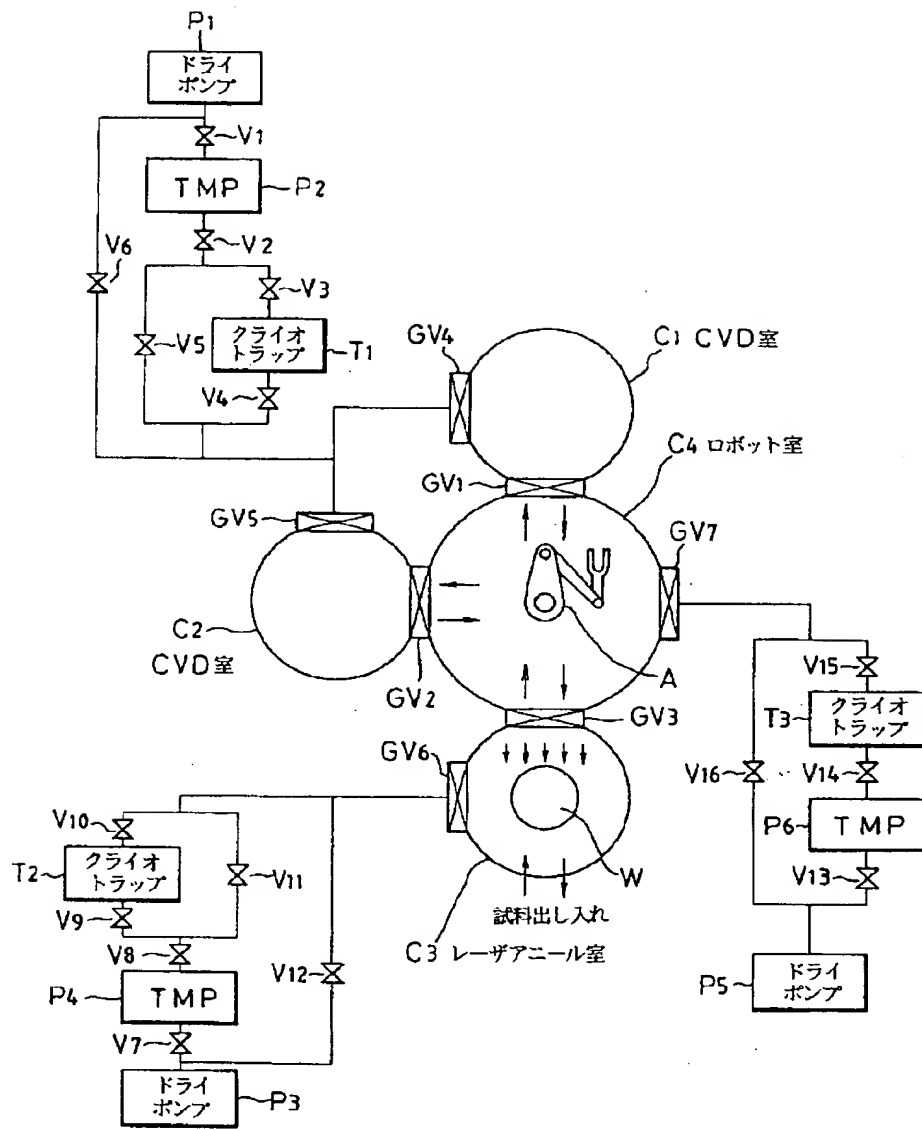 P1
ドライ
ポンプ
V1
TMP
P2
V6
V2
V3
V5
クライオ
トラップ
T1
V4
GV4
C1 CVD室
C4 ロボット室
GV1
GV5
GV7
C2
CVD室
GV2
A
V15
GV3
T3
クライオ
トラップ
GV6
V16
V14
V10
P6
TMP
T2
クライオ
トラップ
V11
W
V13
V9
試料出し入れ
V8
C3 レーザアニール室
V12
P4
TMP
P5
ドライ
ポンプ
V7
ドライ
ポンプ
P3